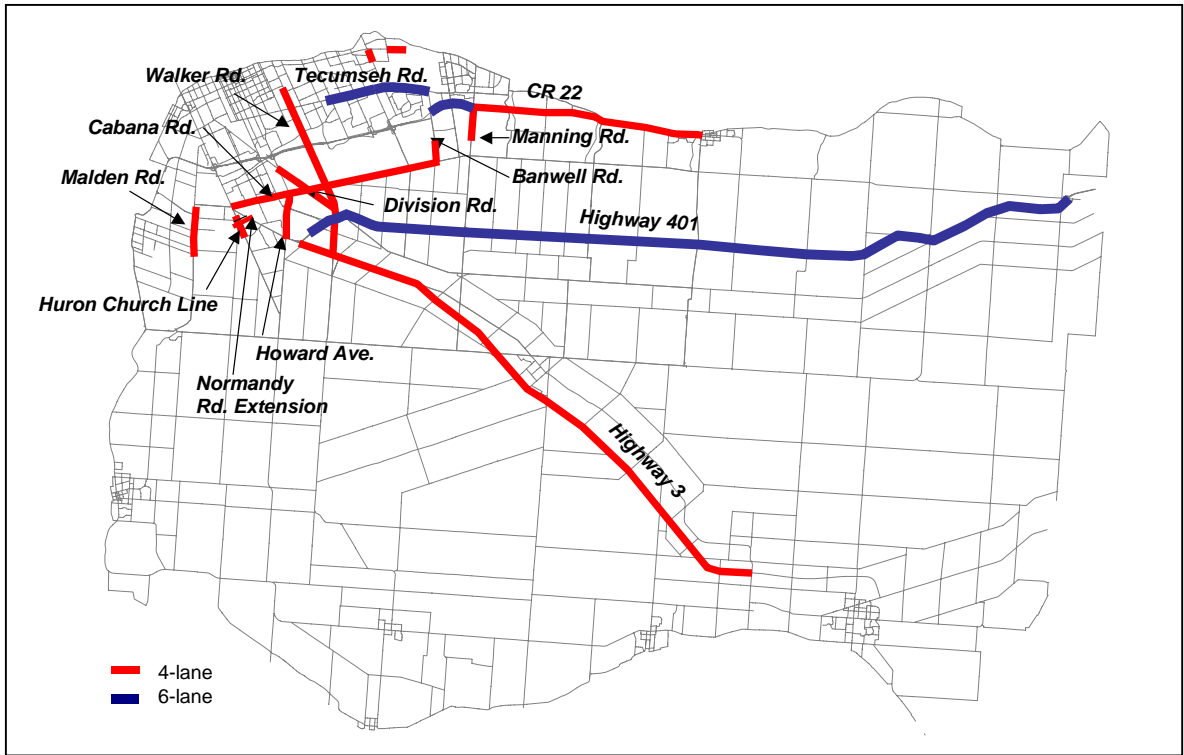 Walker Rd.
Tecumseh Rd.
CR 22
Cabana Rd.
Manning Rd.
Malden Rd.
Banwell Rd.
Division Rd.
Highway 401
Huron Church Line
Howard Ave.
Normandy
Rd. Extension
Highway 3
4-lane
6-lane